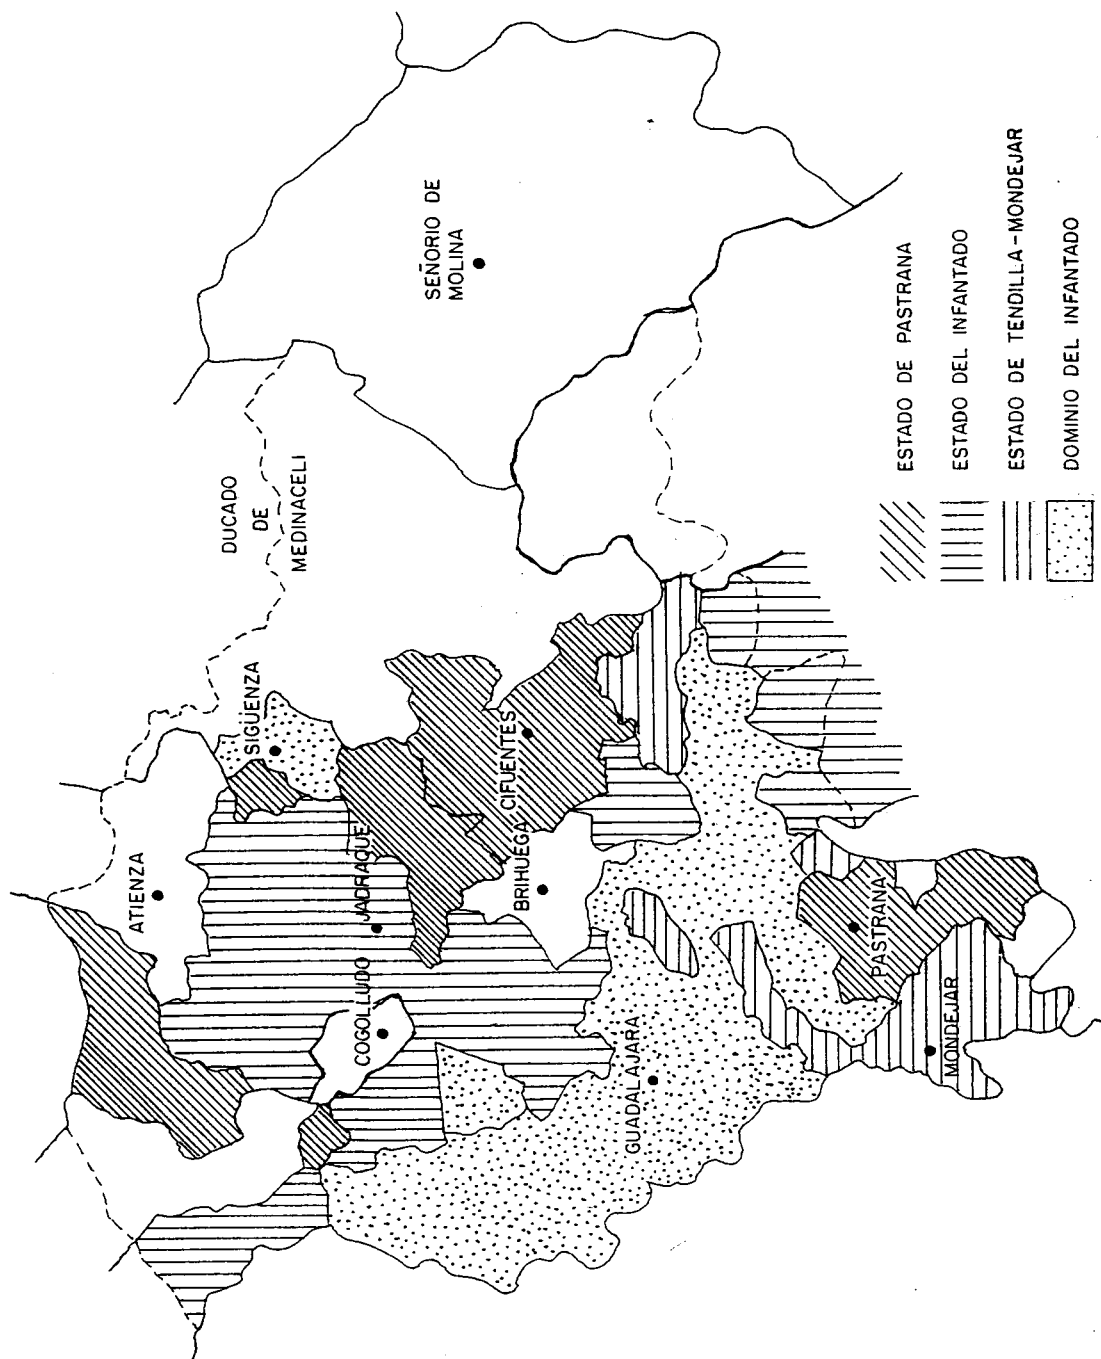 SEÑORIO DE
MOLINA
DUCADO
DE
MEDINACELI
SIGÜENZA
ATIENZA
JADRAQUE
COGOLLUDO
CIFUENTES
BRIHUEGA
GUADALAJARA
PASTRANA
MONDEJAR
ESTADO DE PASTRANA
ESTADO DEL INFANTADO
ESTADO DE TENDILLA-MONDEJAR
DOMINIO DEL INFANTADO